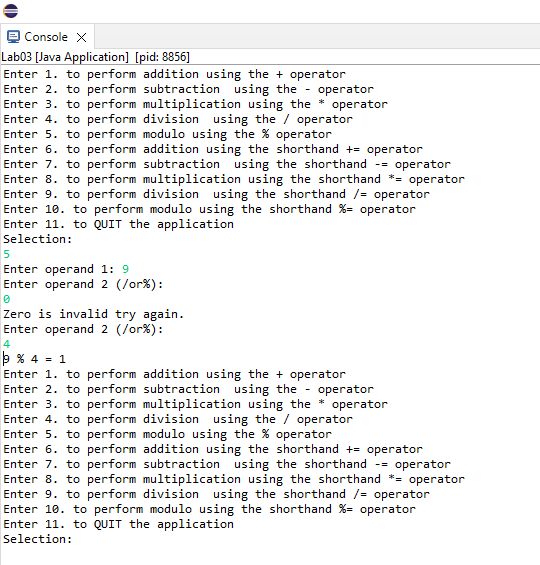 Console
Lab03 [Java Application] [pid: 8856]
Enter 1. to perform addition using the + operator
Enter 2. to perform subtraction  using the - operator
Enter 3. to perform multiplication using the * operator
Enter 4. to perform division  using the / operator
Enter 5. to perform modulo using the % operator
Enter 6. to perform addition using the shorthand += operator
Enter 7. to perform subtraction  using the shorthand -= operator
Enter 8. to perform multiplication using the shorthand *= operator
Enter 9. to perform division  using the shorthand /= operator
Enter 10. to perform modulo using the shorthand %= operator
Enter 11. to QUIT the application
Selection:
5
Enter operand 1: 9
Enter operand 2 (/or%):
0
Zero is invalid try again.
Enter operand 2 (/or%):
4
9 % 4 = 1
Enter 1. to perform addition using the + operator
Enter 2. to perform subtraction  using the - operator
Enter 3. to perform multiplication using the * operator
Enter 4. to perform division  using the / operator
Enter 5. to perform modulo using the % operator
Enter 6. to perform addition using the shorthand += operator
Enter 7. to perform subtraction  using the shorthand -= operator
Enter 8. to perform multiplication using the shorthand *= operator
Enter 9. to perform division  using the shorthand /= operator
Enter 10. to perform modulo using the shorthand %= operator
Enter 11. to QUIT the application
Selection: